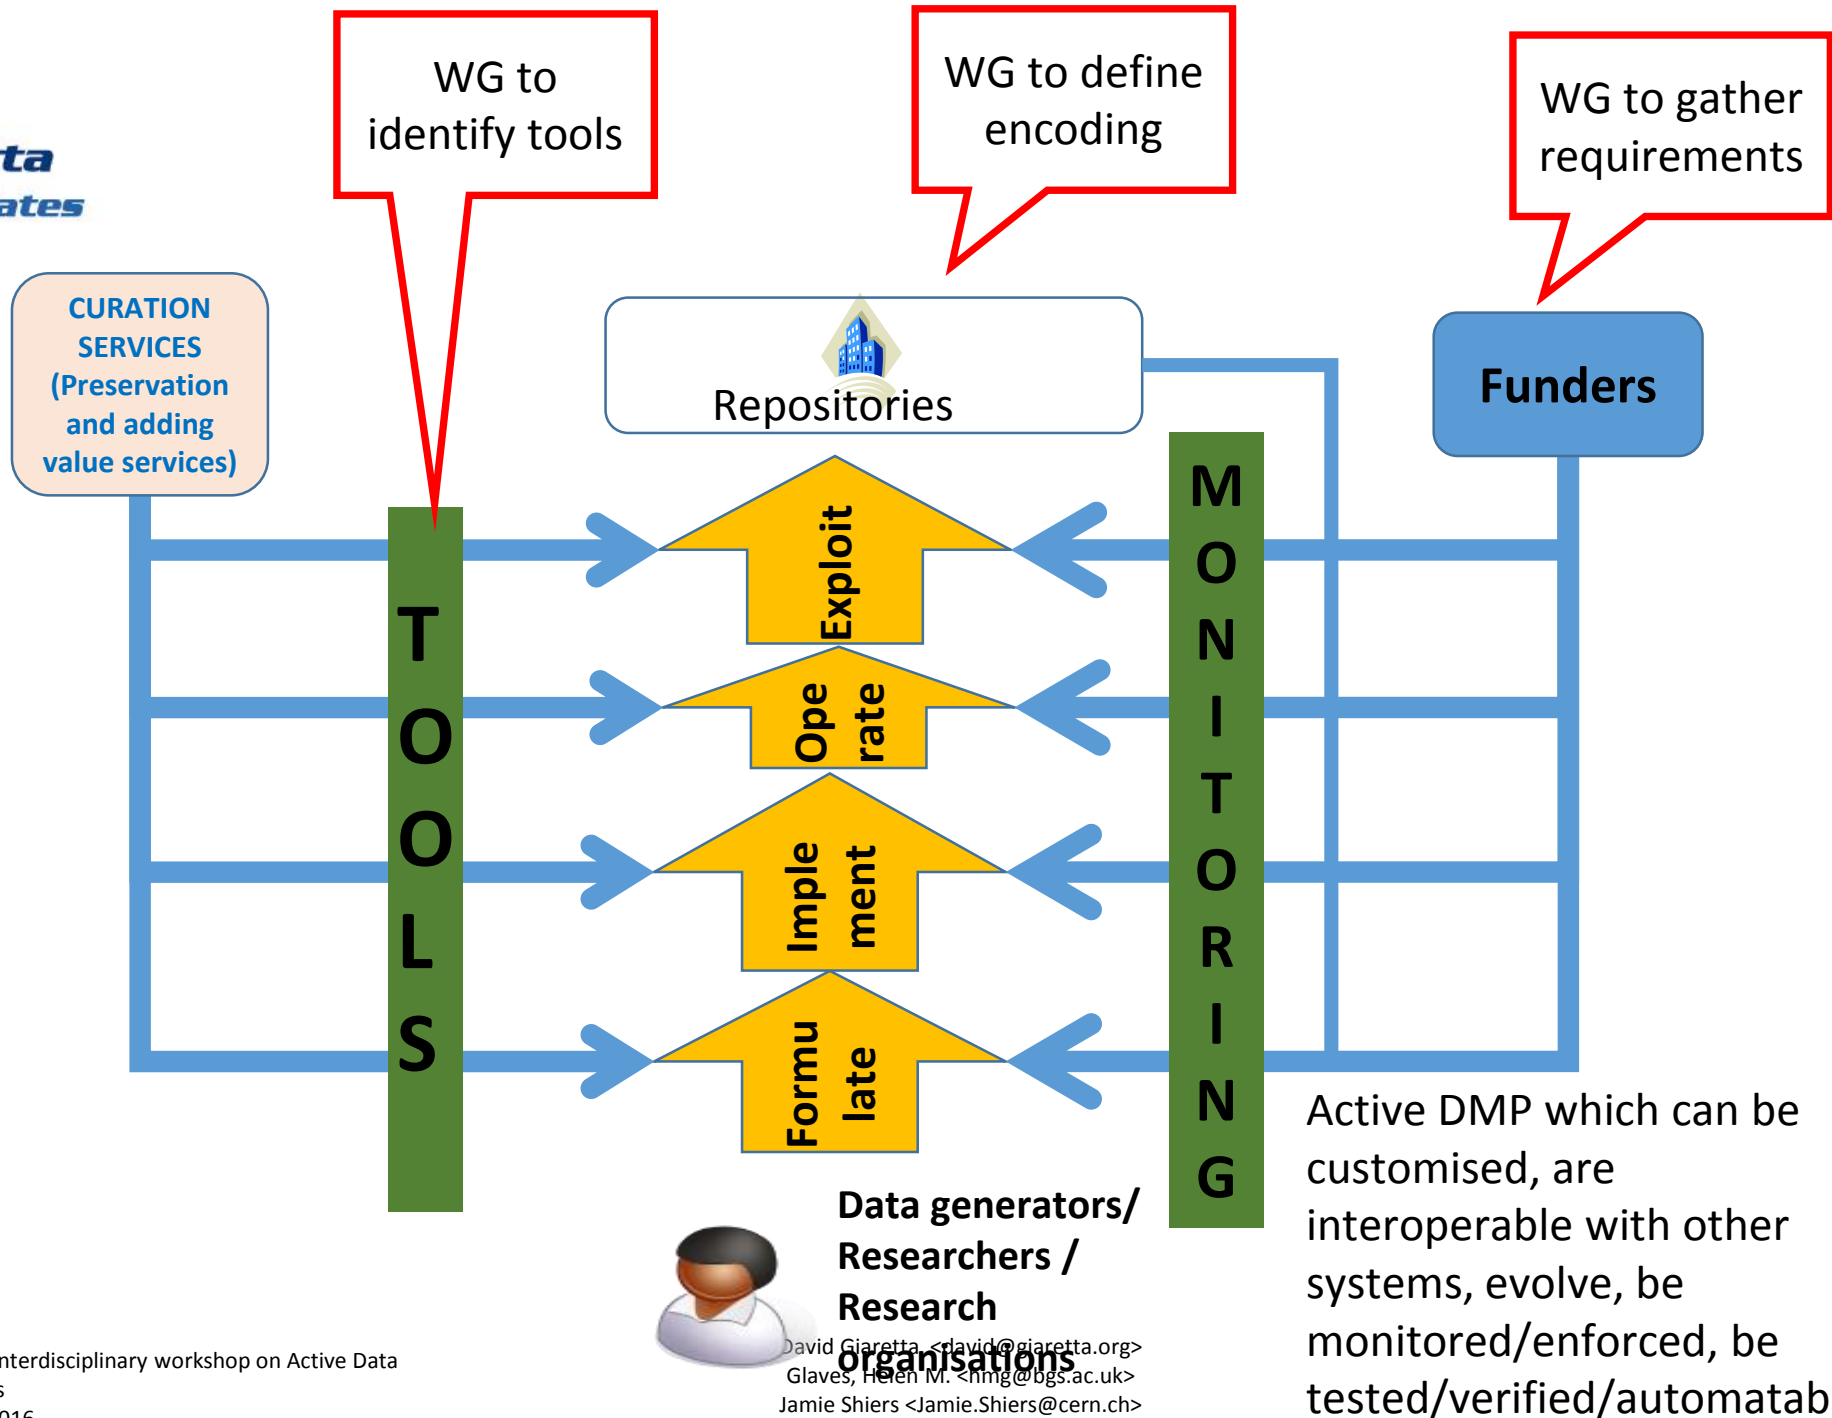 WG to
identify tools
WG to define
encoding
WG to gather
requirements
CURATION
SERVICES
(Preservation
and adding
value services)
Repositories
Funders
TOOLS
MONITORING
Exploit
Ope
rate
Imple
ment
Formu
late
Data generators/
Researchers /
Research
organisations
Active DMP which can be
customised, are
interoperable with other
systems, evolve, be
monitored/enforced, be
tested/verified/automatab
nterdisciplinary workshop on Active Data
s
016
David Giaretta, <david@giaretta.org>
Glaves, Helen M. <hmg@bgs.ac.uk>
Jamie Shiers <Jamie.Shiers@cern.ch>